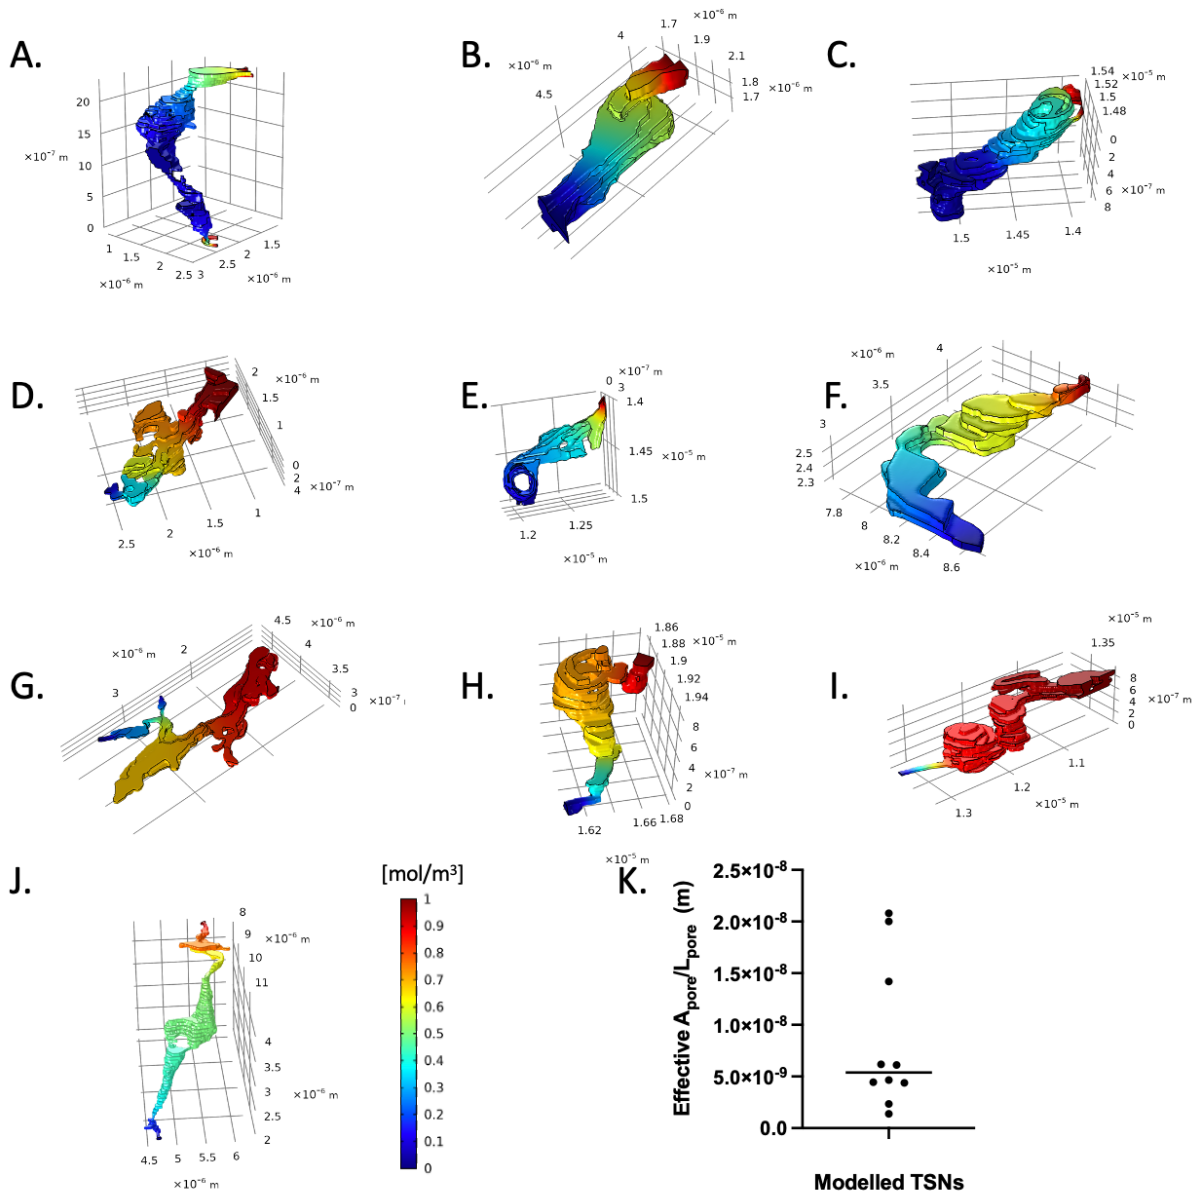 A.
20
15
×10⁻⁷ m
10
5
0
1
1.5
2
2.5
3
2.5
2
1.5
×10⁻⁶ m
×10⁻⁶ m
B.
1.7
×10⁻⁶ m
4
1.9
×10⁻⁶ m
2.1
4.5
1.8
×10⁻⁶ m
1.7
C.
1.54
×10⁻⁵ m
1.52
1.5
1.48
0
2
4
6
×10⁻⁷ m
8
1.5
1.45
1.4
×10⁻⁵ m
D.
2
×10⁻⁶ m
1.5
1
0
2
4
×10⁻⁷ m
2.5
2
1.5
1
×10⁻⁶ m
E.
0
×10⁻⁷ m
3
1.4
1.45
×10⁻⁵ m
1.5
1.2
1.25
×10⁻⁵ m
F.
×10⁻⁶ m
4
3.5
3
2.5
2.4
2.3
7.8
8
8.2
8.4
8.6
×10⁻⁶ m
G.
4.5
×10⁻⁶ m
4
3.5
3
0
×10⁻⁷
×10⁻⁶ m
2
3
H.
1.86
1.88
×10⁻⁵ m
1.9
1.92
1.94
8
6
4
×10⁻⁷ m
2
0
1.62
1.66
1.68
×10⁻⁵ m
I.
×10⁻⁵ m
1.35
8
6
×10⁻⁷ m
4
2
0
1.1
1.2
×10⁻⁵ m
1.3
J.
8
9
×10⁻⁶ m
10
11
4
3.5
3
×10⁻⁶ m
2.5
2
4.5
5
5.5
6
×10⁻⁶ m
[mol/m³]
1
0.9
0.8
0.7
0.6
0.5
0.4
0.3
0.2
0.1
0
K.
2.5×10⁻⁸
2.0×10⁻⁸
1.5×10⁻⁸
1.0×10⁻⁸
5.0×10⁻⁹
0.0
Effective Apore/Lpore (m)
Modelled TSNs